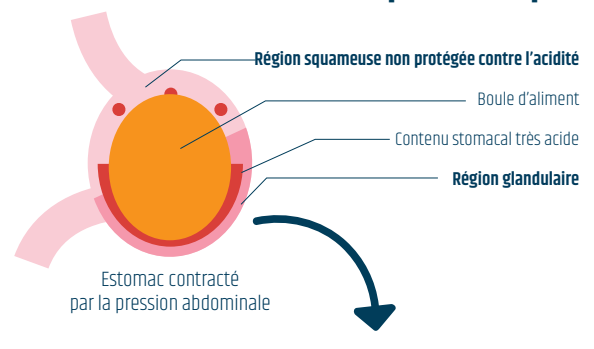 Région squameuse non protégée contre l'acidité
Boule d'aliment
Contenu stomacal très acide
Région glandulaire
Estomac contracté
par la pression abdominale